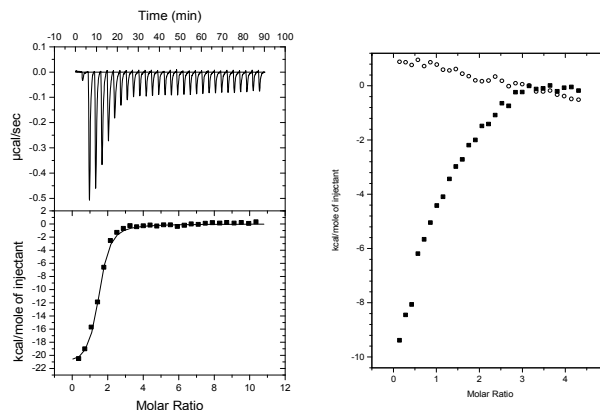 Time (min)
-10 0 10 20 30 40 50 60 70 80 90 100
0.1
0.0
-0.1
-0.2
-0.3
-0.4
-0.5
µcal/sec
2
0
-2
-4
-6
-8
-10
-12
-14
-16
-18
-20
-22
kcal/mole of injectant
0 2 4 6 8 10 12
Molar Ratio
0
-2
-4
-6
-8
-10
kcal/mole of injectant
0 1 2 3 4
Molar Ratio